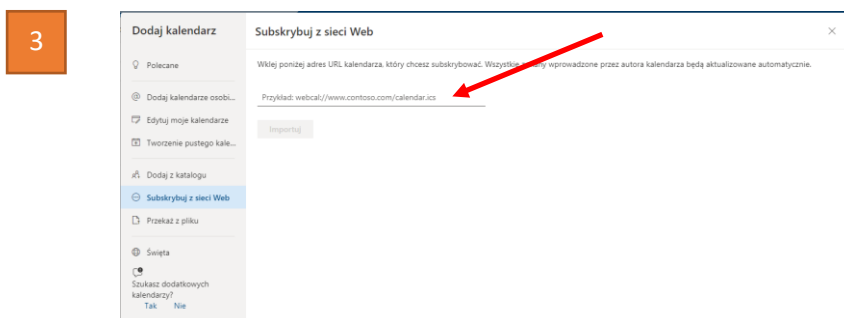 3
Dodaj kalendarz
Subskrybuj z sieci Web
Polecane
Wklej poniżej adres URL kalendarza, który chcesz subskrybować. Wszystkie wprowadzone przez autora kalendarza będą aktualizowane automatycznie.
Dodaj kalendarze osobi...
Przykład: webcal://www.contoso.com/calendar.ics
Edytuj moje kalendarze
Importuj
Tworzenie pustego kale...
Dodaj z katalogu
Subskrybuj z sieci Web
Przekaż z pliku
Święta
Szukasz dodatkowych
kalendarzy?
Tak Nie